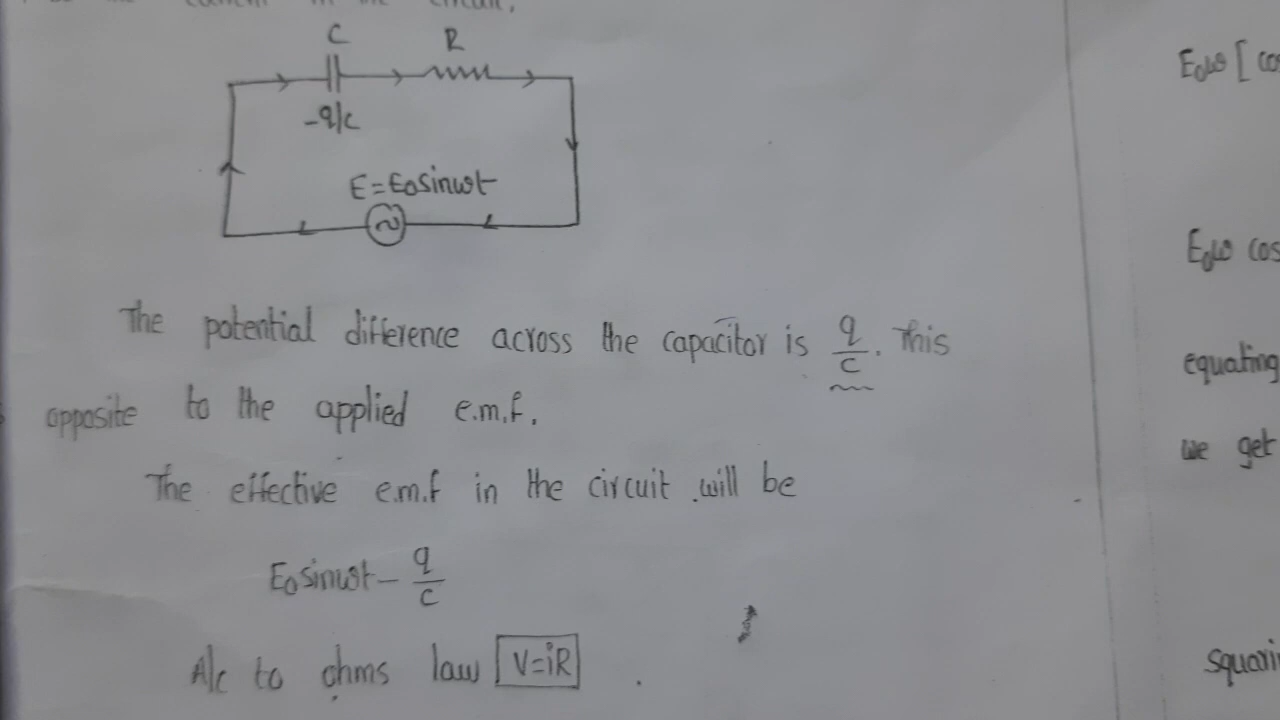 C R
-q/c
E=E₀sinωt
The potential difference across the capacitor is q/c. This
opposite to the applied e.m.f.
The effective e.m.f in the circuit will be
E₀sinωt - q/c
A/c to ohms law V=iR
E₀ω [
E₀ω cos
equating
we get